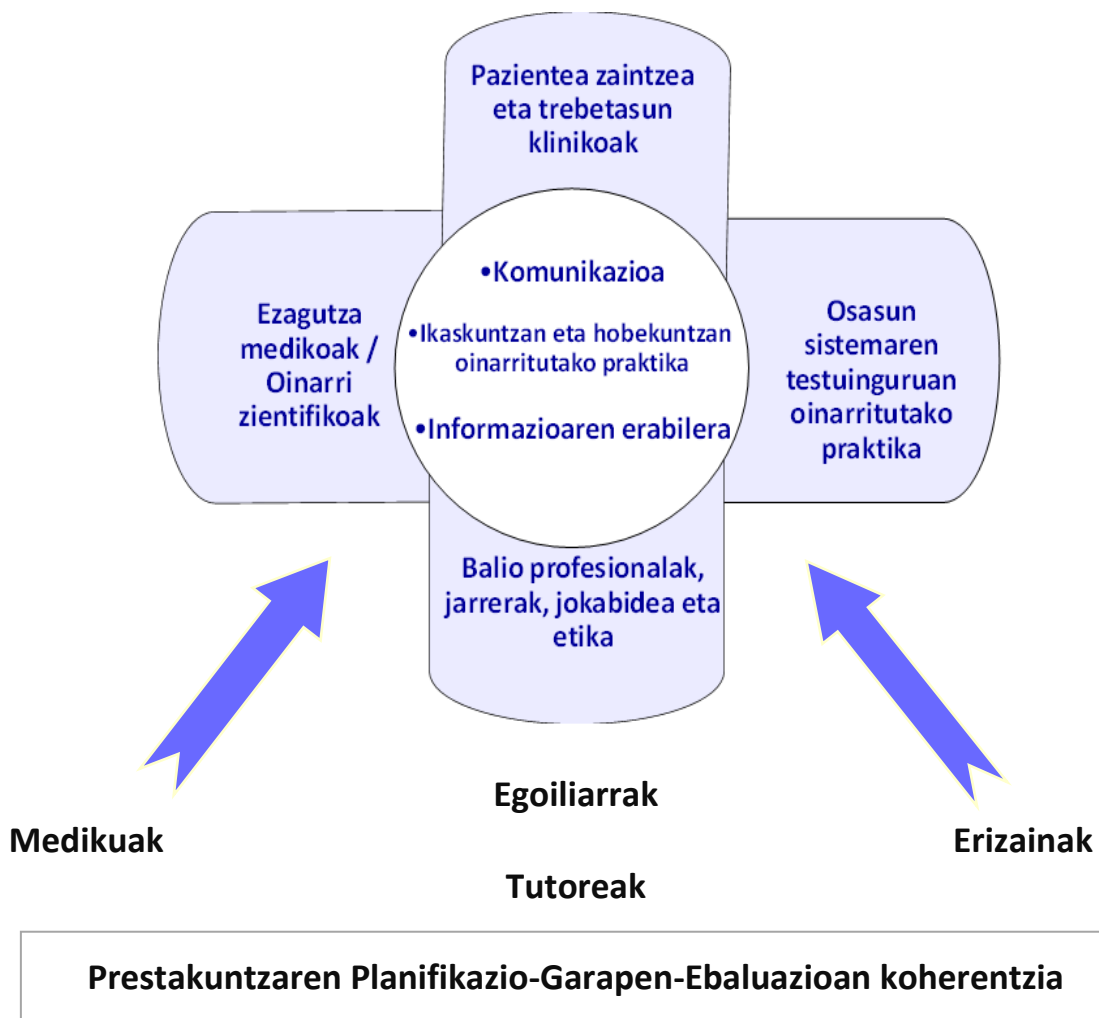 Pazientea zaintzea
eta trebetasun
klinikoak
Ezagutza
medikoak /
Oinarri
zientifikoak
•Komunikazioa
•Ikaskuntzan eta hobekuntzan
oinarritutako praktika
•Informazioaren erabilera
Osasun
sistemaren
testuinguruan
oinarritutako
praktika
Balio profesionalak,
jarrerak, jokabidea eta
etika
Egoiliarrak
Medikuak
Erizainak
Tutoreak
Prestakuntzaren Planifikazio-Garapen-Ebaluazioan koherentzia